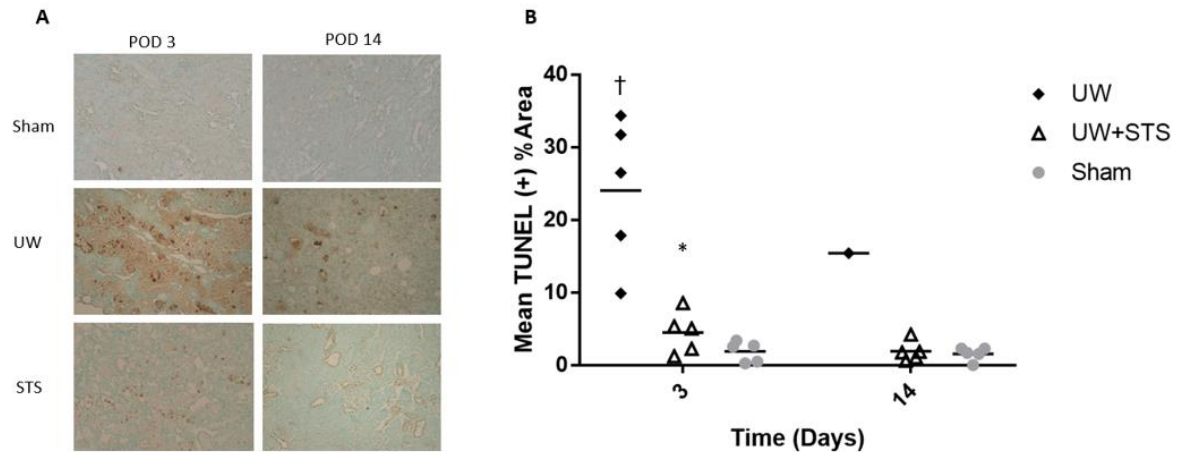 A
POD 3
POD 14
Sham
UW
STS
B
Mean TUNEL (+) % Area
40
30
20
10
0
†
*
3
14
Time (Days)
UW
UW+STS
Sham